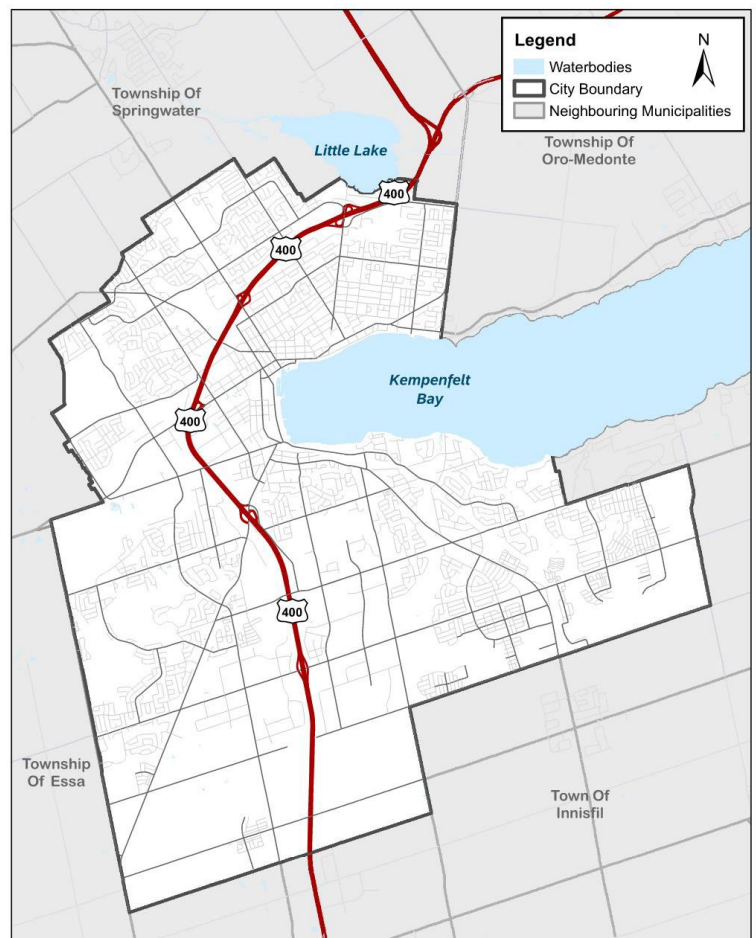 Legend
N
Waterbodies
City Boundary
Neighbouring Municipalities
Township Of
Springwater
Little Lake
Township Of
Oro-Medonte
400
400
Kempenfelt
Bay
400
400
Township
Of Essa
Town Of
Innisfil